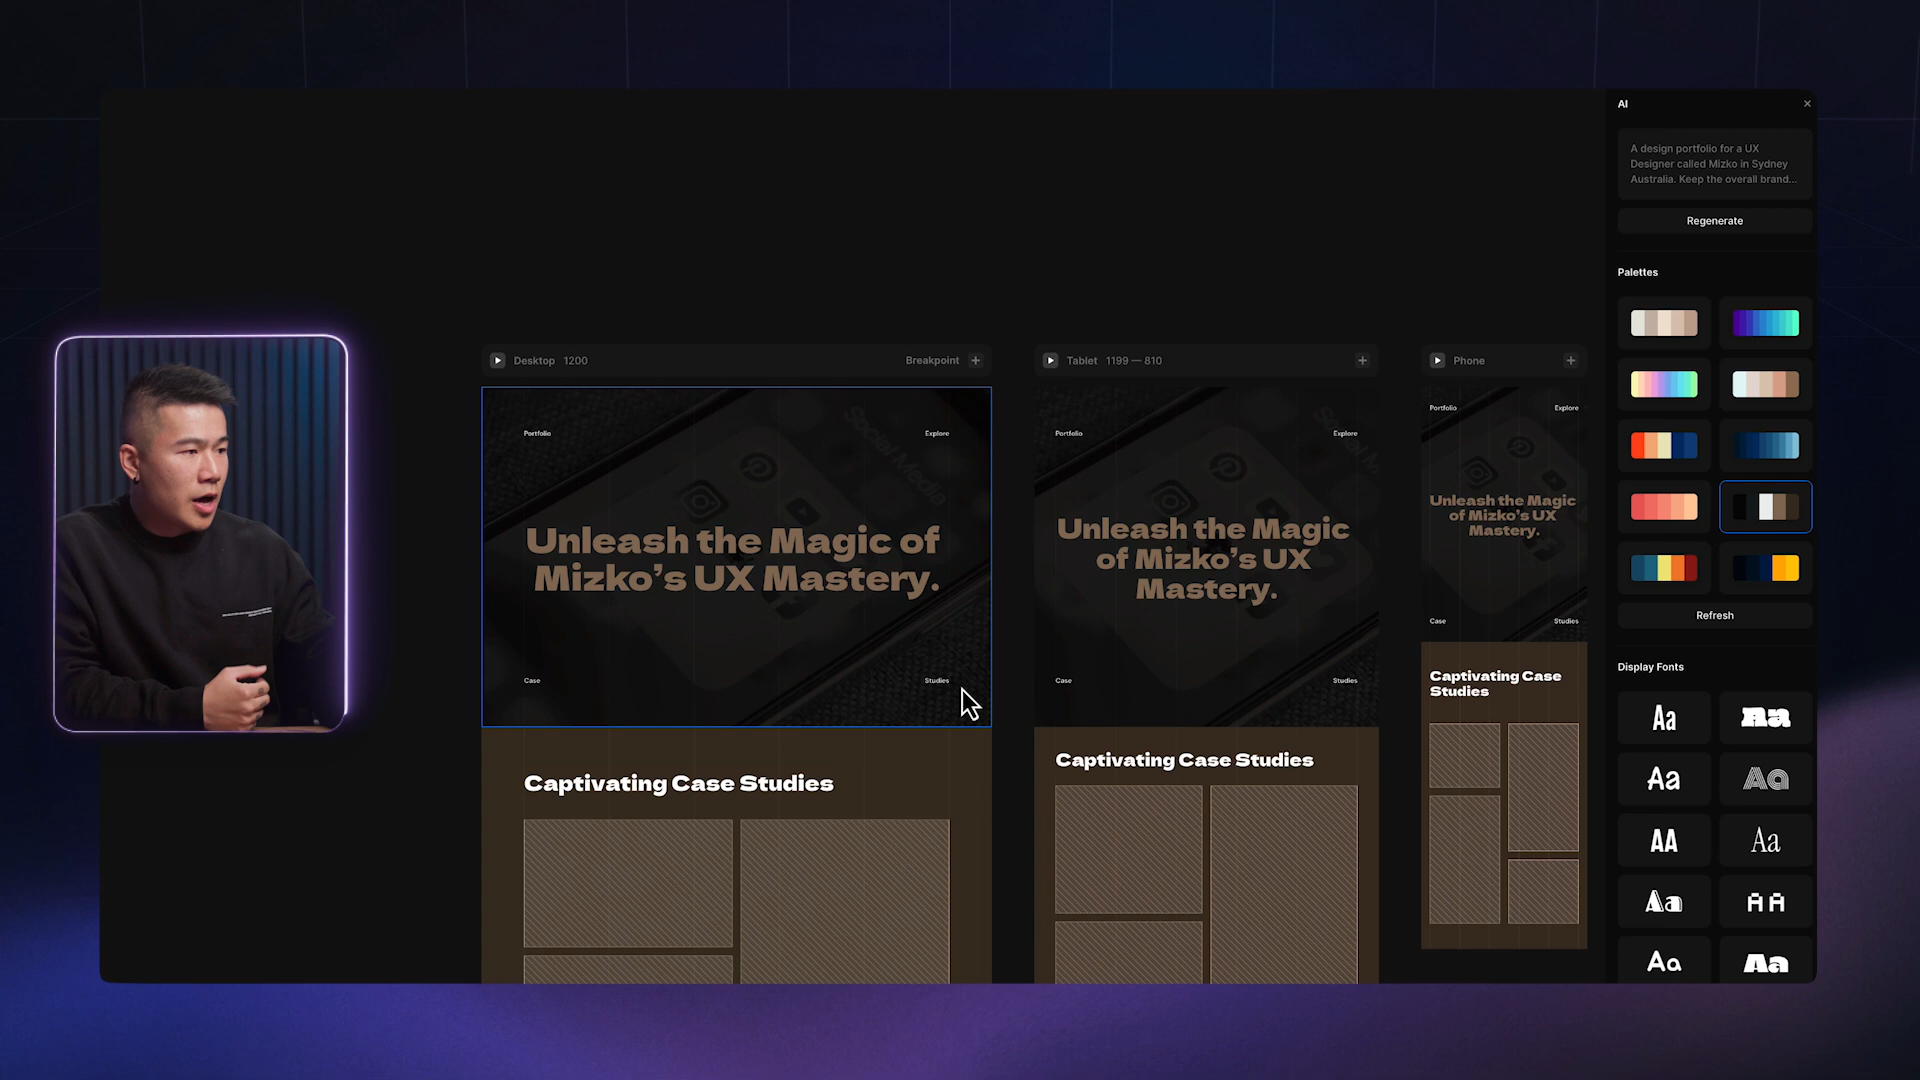 AI
A design portfolio for a UX
Designer called Mizko in Sydney
Australia. Keep the overall brand...
Regenerate
Palettes
Refresh
Display Fonts
Aa
Aa
Aa
Aa
AA
Aa
Aa
AA
Aa
Aa
Desktop 1200
Breakpoint +
Portfolio
Explore
Social Media
Unleash the Magic of
Mizko’s UX Mastery.
Case
Studies
Captivating Case Studies
Tablet 1199 — 810
+
Portfolio
Explore
Unleash the Magic
of Mizko’s UX
Mastery.
Case
Studies
Captivating Case Studies
Phone
+
Portfolio
Explore
Unleash the Magic
of Mizko’s UX
Mastery.
Case
Studies
Captivating Case
Studies